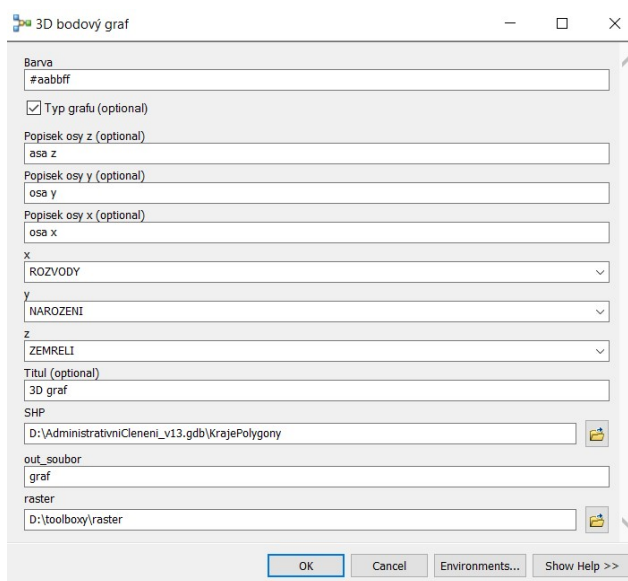 3D bodový graf
Barva
#aabbff
Typ grafu (optional)
Popisek osy z (optional)
asa z
Popisek osy y (optional)
osa y
Popisek osy x (optional)
osa x
x
ROZVODY
y
NAROZENI
z
ZEMRELI
Titul (optional)
3D graf
SHP
D:\AdministrativniCleneni_v13.gdb\KrajePolygony
out_soubor
graf
raster
D:\toolboxy\raster
OK Cancel Environments... Show Help >>